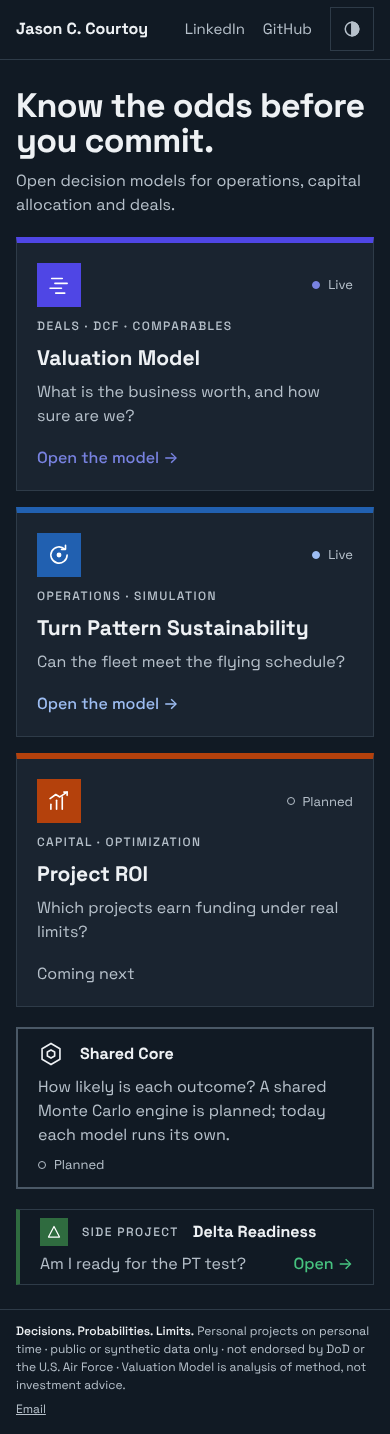 Jason C. Courtoy LinkedIn GitHub
Know the odds before
you commit.
Open decision models for operations, capital
allocation and deals.
Live
DEALS · DCF · COMPARABLES
Valuation Model
What is the business worth, and how
sure are we?
Open the model →
Live
OPERATIONS · SIMULATION
Turn Pattern Sustainability
Can the fleet meet the flying schedule?
Open the model →
Planned
CAPITAL · OPTIMIZATION
Project ROI
Which projects earn funding under real
limits?
Coming next
Shared Core
How likely is each outcome? A shared
Monte Carlo engine is planned; today
each model runs its own.
Planned
SIDE PROJECT Delta Readiness
Am I ready for the PT test? Open →
Decisions. Probabilities. Limits. Personal projects on personal
time · public or synthetic data only · not endorsed by DoD or
the U.S. Air Force · Valuation Model is analysis of method, not
investment advice.
Email